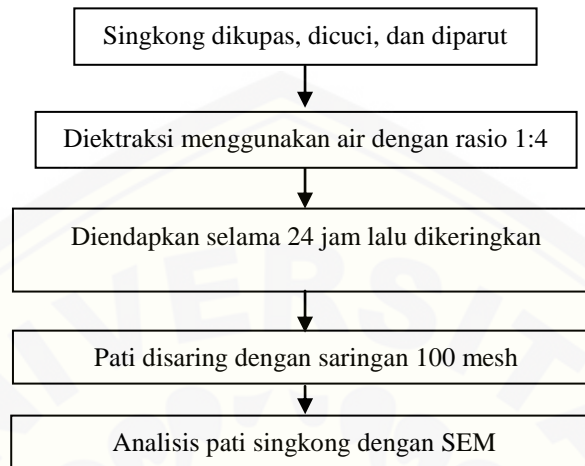 Singkong dikupas, dicuci, dan diparut
Diektraksi menggunakan air dengan rasio 1:4
Diendapkan selama 24 jam lalu dikeringkan
Pati disaring dengan saringan 100 mesh
Analisis pati singkong dengan SEM